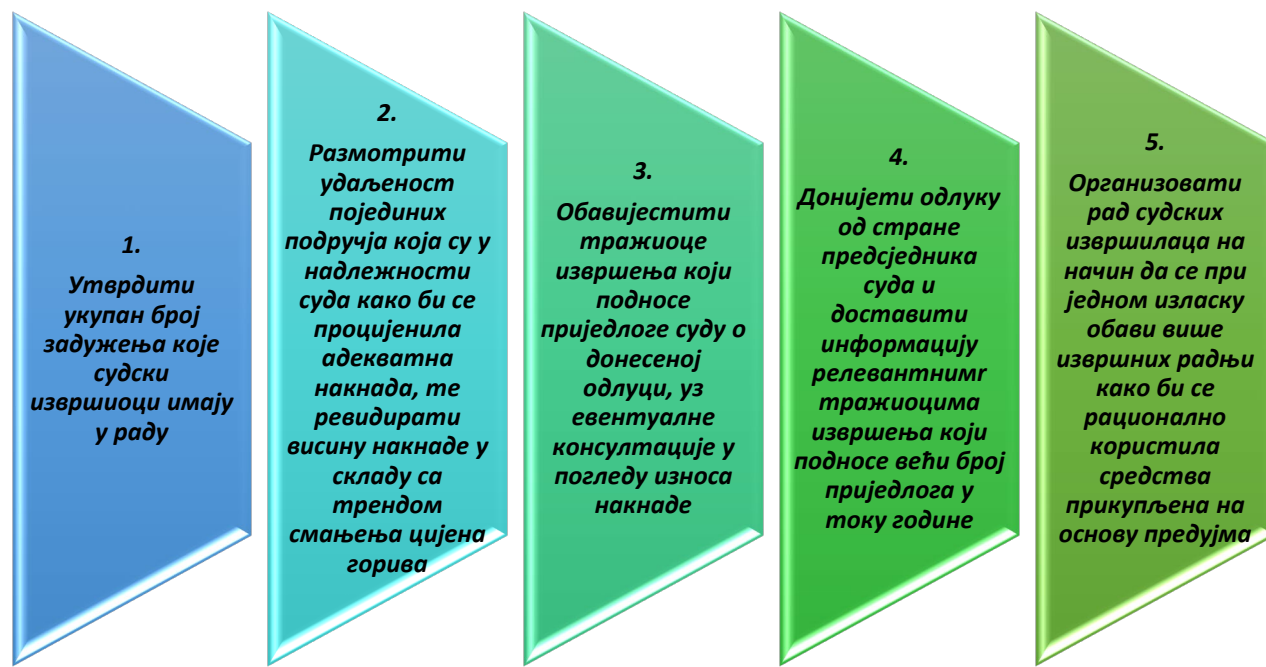 1.
Утврдити
укупан број
задужења које
судски
извршиоци имају
у раду
2.
Размотрити
удаљеност
појединих
подручја која су у
надлежности
суда како би се
процијенила
адекватна
накнада, те
ревидирати
висину накнаде у
складу са
трендом
смањења цијена
горива
3.
Обавијестити
тражиоце
извршења који
подносе
приједлоге суду о
донесеној
одлуци, уз
евентуалне
консултације у
погледу износа
накнаде
4.
Донијети одлуку
од стране
предсједника
суда и
доставити
информацију
релевантнимr
тражиоцима
извршења који
подносе већи број
приједлога у
току године
5.
Организовати
рад судских
извршилаца на
начин да се при
једном изласку
обави више
извршних радњи
како би се
рационално
користила
средства
прикупљена на
основу предујма